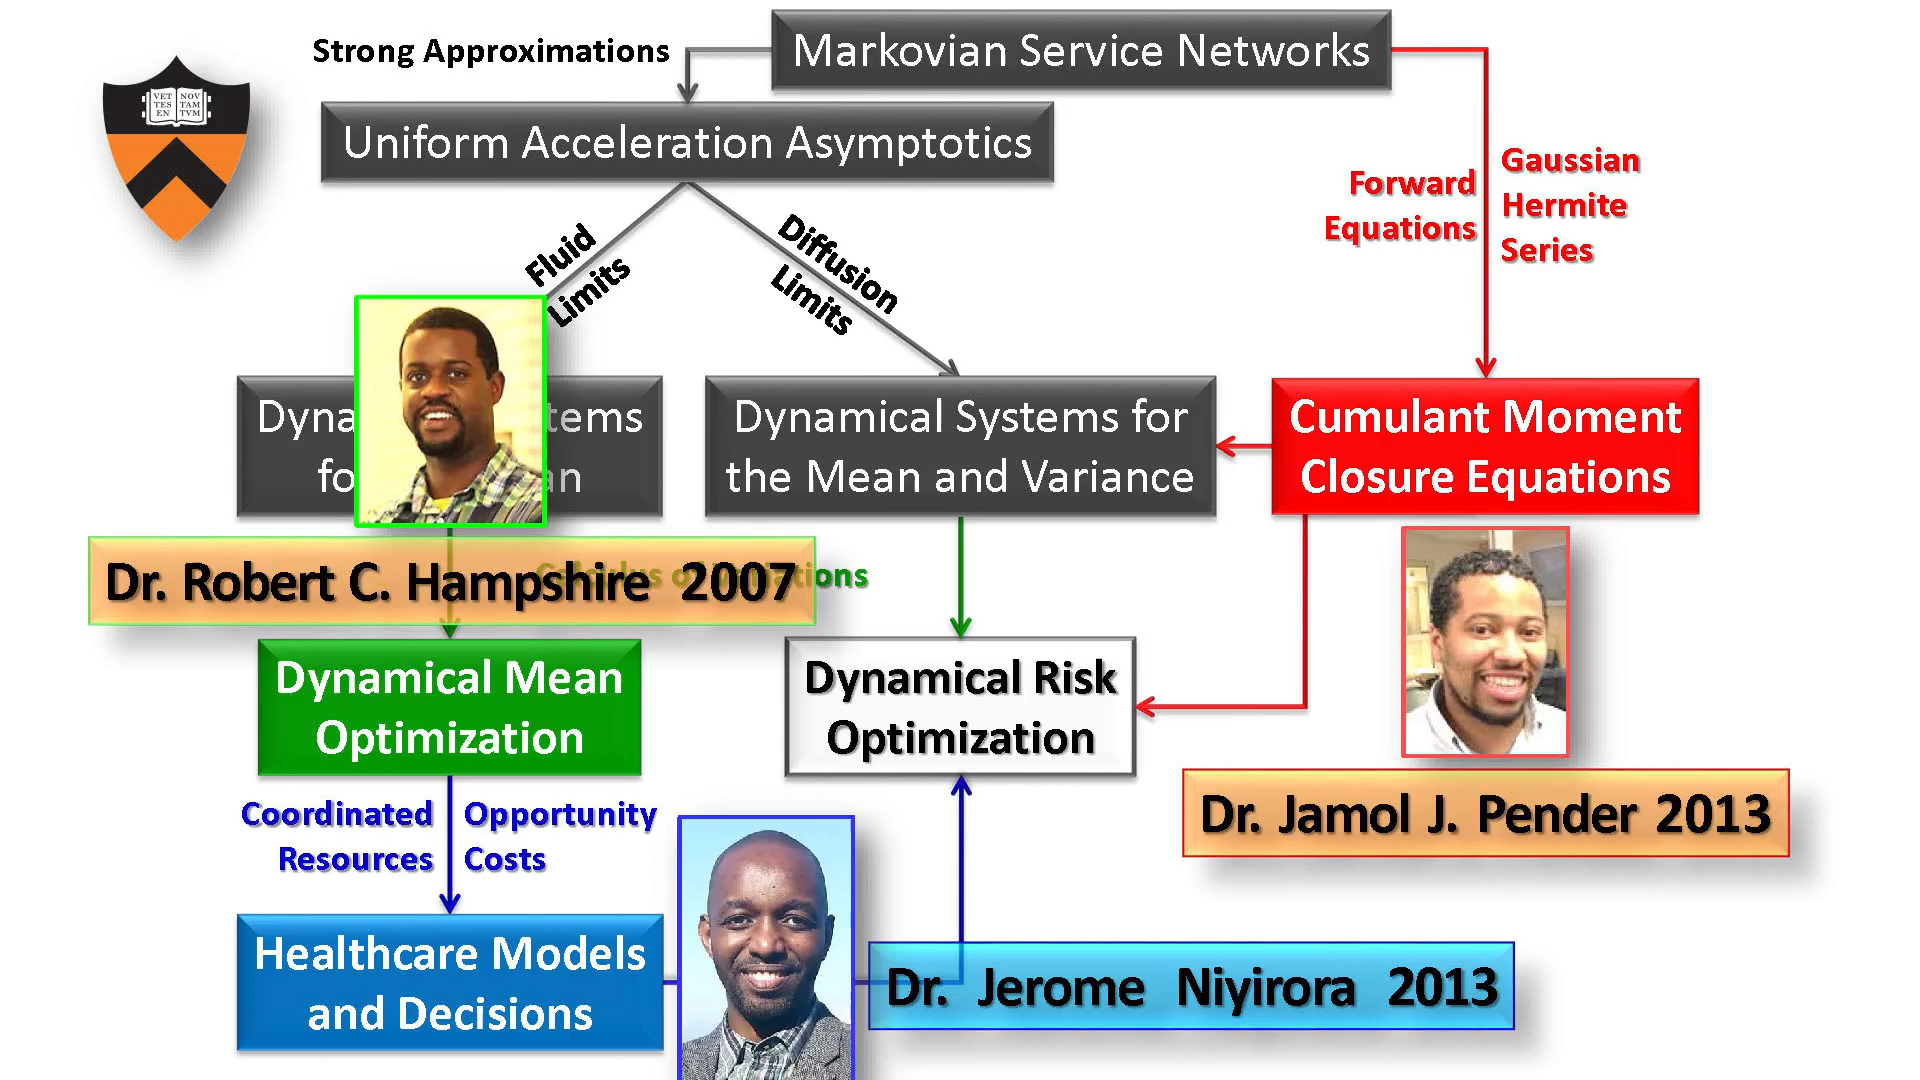 Strong Approximations
Markovian Service Networks
VET NOV
TES TAM
EN TVM
Uniform Acceleration Asymptotics
Forward
Equations
Gaussian
Hermite
Series
Fluid
Limits
Diffusion
Limits
Dyna tems
fo an
Dynamical Systems for
the Mean and Variance
Cumulant Moment
Closure Equations
Calculus of Variations
Dr. Robert C. Hampshire 2007
Dynamical Mean
Optimization
Dynamical Risk
Optimization
Dr. Jamol J. Pender 2013
Coordinated
Resources
Opportunity
Costs
Healthcare Models
and Decisions
Dr. Jerome Niyirora 2013